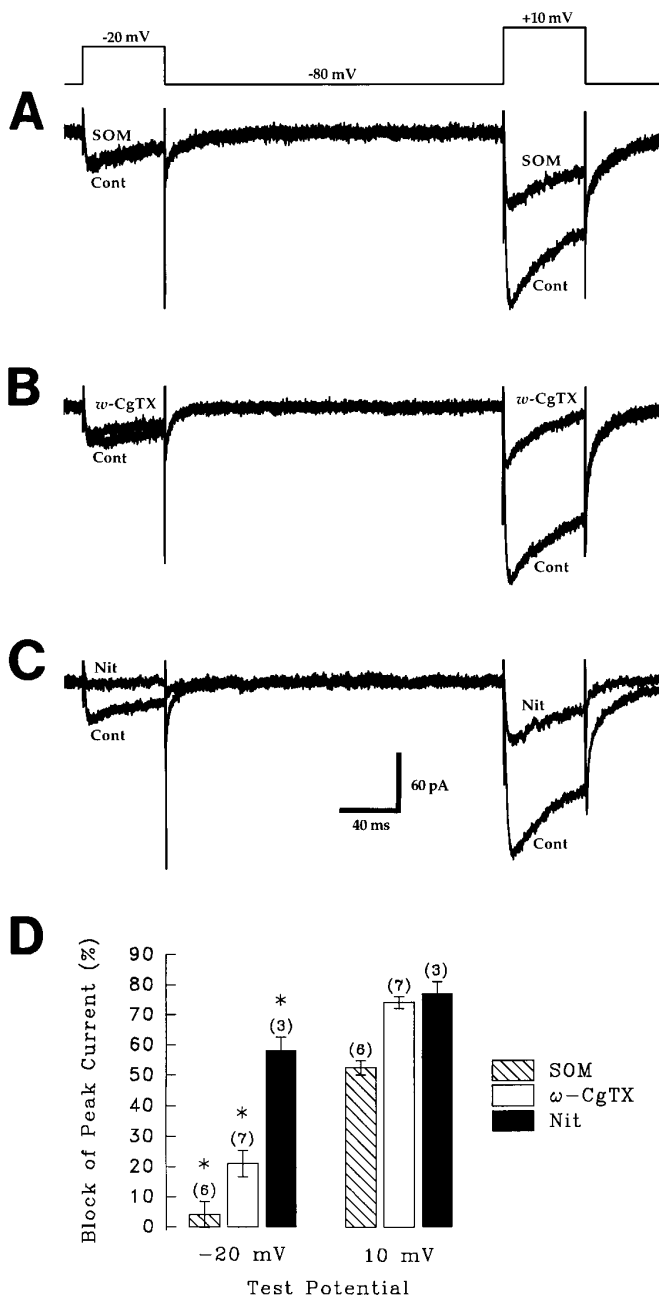 -20 mV
+10 mV
-80 mV
A
SOM
Cont
SOM
Cont
B
w-CgTX
Cont
w-CgTX
Cont
C
Nit
Cont
Nit
Cont
60 pA
40 ms
D
Block of Peak Current (%)
90
80
70
60
50
40
30
20
10
0
*
(6)
*
(7)
*
(3)
(6)
(7)
(3)
SOM
ω-CgTX
Nit
-20 mV
10 mV
Test Potential